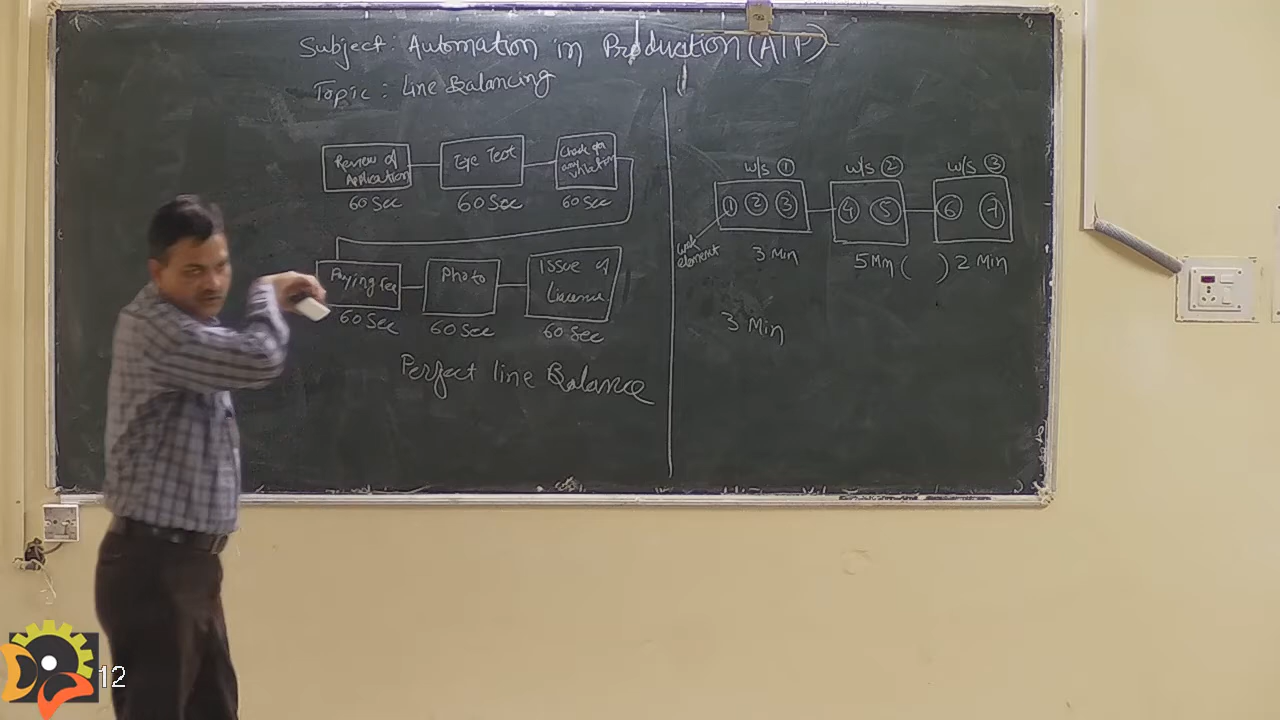 Subject: Automation in Production (AIP)
Topic: Line Balancing
Review of Application
60 Sec
Eye Test
60 Sec
Check for any
60 Sec
Paying Fee
60 Sec
Photo
60 Sec
Issue of
60 Sec
Perfect line Balance
w/s ① w/s ② w/s ③
① ② ③ ④ ⑤ ⑥ ⑦
work element
3 Min 5 Min ( ) 2 Min
3 Min
12